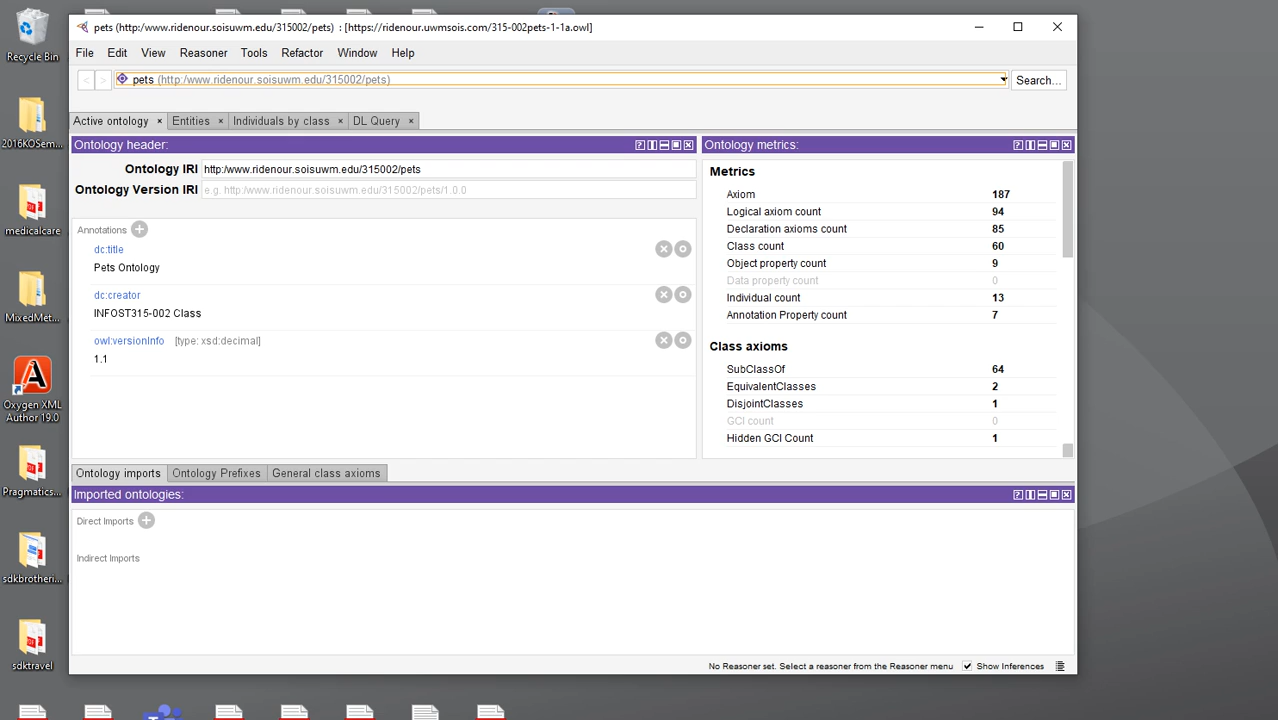 pets (http:/www.ridenour.soisuwm.edu/315002/pets) : [https://ridenour.uwmsois.com/315-002pets-1-1a.owl]
File Edit View Reasoner Tools Refactor Window Help
< > pets (http:/www.ridenour.soisuwm.edu/315002/pets) Search...
Active ontology × Entities × Individuals by class × DL Query ×
Ontology header:
Ontology IRI http:/www.ridenour.soisuwm.edu/315002/pets
Ontology Version IRI e.g. http:/www.ridenour.soisuwm.edu/315002/pets/1.0.0
Annotations
dc:title
Pets Ontology
dc:creator
INFOST315-002 Class
owl:versionInfo [type: xsd:decimal]
1.1
Ontology metrics:
Metrics
Axiom 187
Logical axiom count 94
Declaration axioms count 85
Class count 60
Object property count 9
Data property count 0
Individual count 13
Annotation Property count 7
Class axioms
SubClassOf 64
EquivalentClasses 2
DisjointClasses 1
GCI count 0
Hidden GCI Count 1
Ontology imports Ontology Prefixes General class axioms
Imported ontologies:
Direct Imports
Indirect Imports
No Reasoner set. Select a reasoner from the Reasoner menu Show Inferences
Recycle Bin
2016KOSem...
medicalcare
MixedMet...
Oxygen XML
Author 19.0
Pragmatics...
sdkbrotheri...
sdktravel